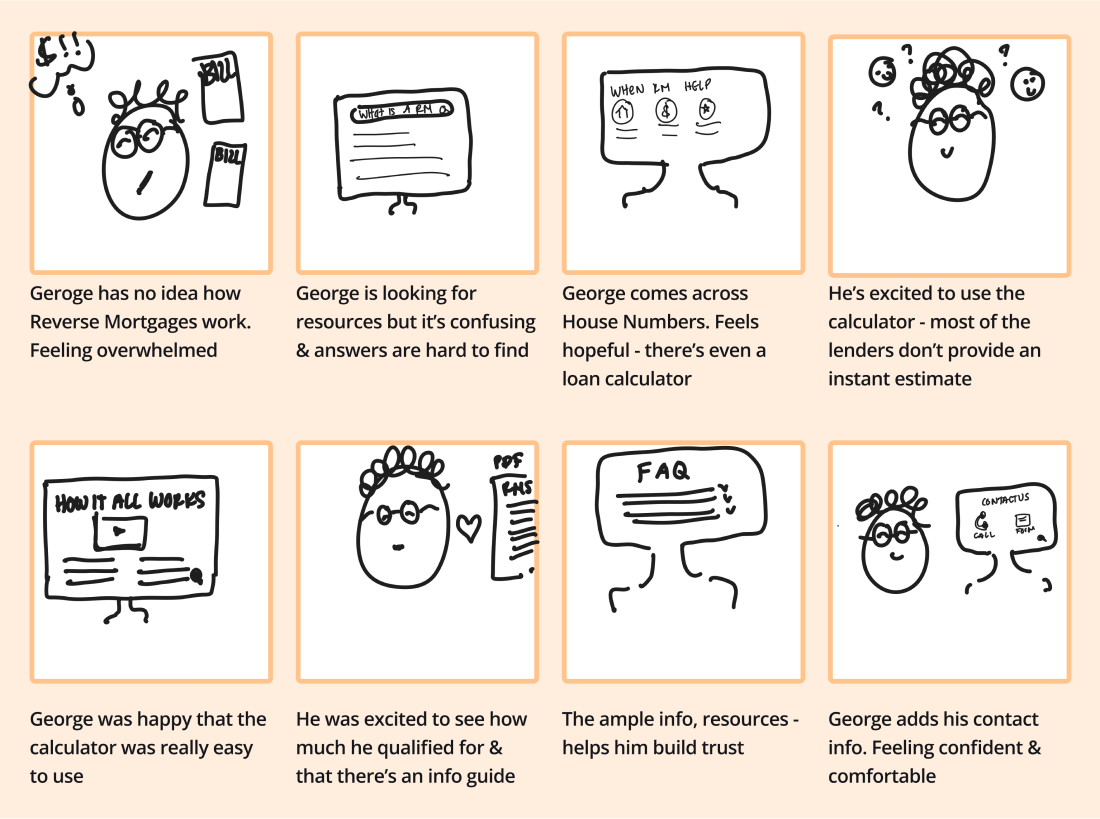 $!!
BILL
BILL
WHAT IS A RM
WHEN RM HELP
$
?
?
?
Geroge has no idea how
Reverse Mortgages work.
Feeling overwhelmed
George is looking for
resources but it’s confusing
& answers are hard to find
George comes across
House Numbers. Feels
hopeful - there’s even a
loan calculator
He’s excited to use the
calculator - most of the
lenders don’t provide an
instant estimate
HOW IT ALL WORKS
PDF
RMS
FAQ
CONTACT US
CALL
FORM
George was happy that the
calculator was really easy
to use
He was excited to see how
much he qualified for &
that there’s an info guide
The ample info, resources -
helps him build trust
George adds his contact
info. Feeling confident &
comfortable